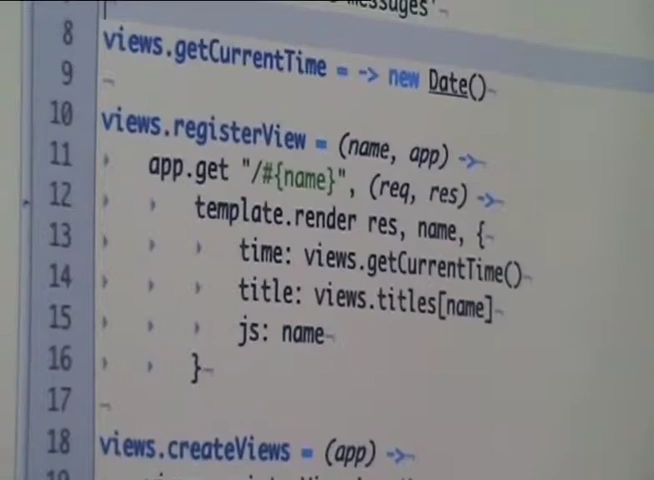 messages'
8 views.getCurrentTime = -> new Date()
9
10 views.registerView = (name, app) ->
11 app.get "/#{name}", (req, res) ->
12 template.render res, name, {
13 time: views.getCurrentTime()
14 title: views.titles[name]
15 js: name
16 }
17
18 views.createViews = (app) ->